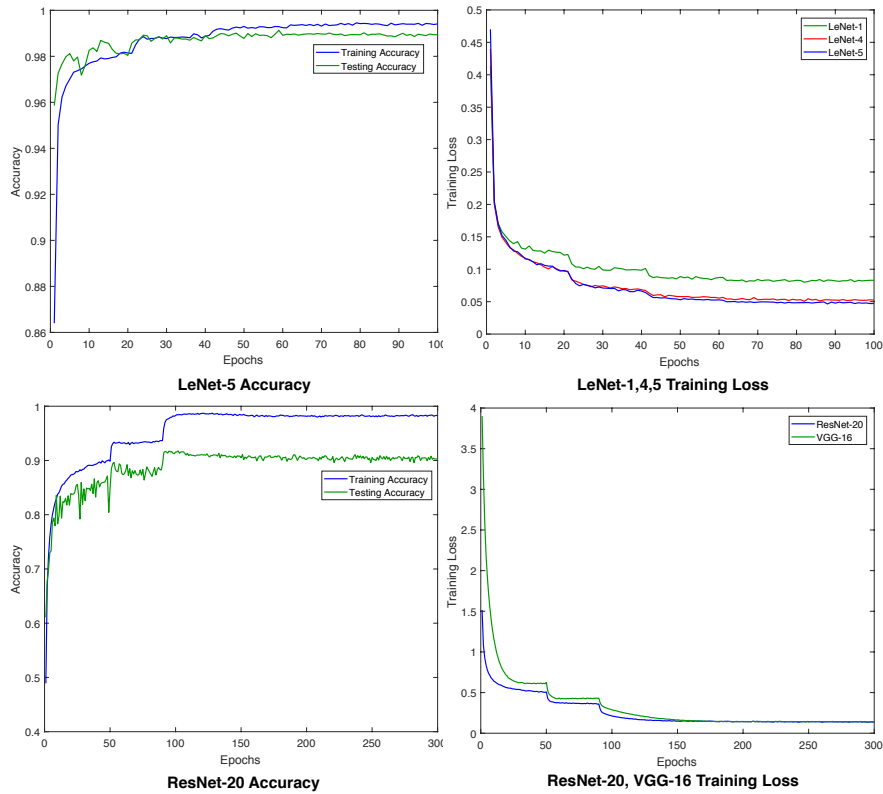 1
0.98
0.96
0.94
0.92
0.9
0.88
0.86
Accuracy
0 10 20 30 40 50 60 70 80 90 100
Epochs
Training Accuracy
Testing Accuracy
LeNet-5 Accuracy
0.5
0.45
0.4
0.35
0.3
0.25
0.2
0.15
0.1
0.05
0
Training Loss
0 10 20 30 40 50 60 70 80 90 100
Epochs
LeNet-1
LeNet-4
LeNet-5
LeNet-1,4,5 Training Loss
1
0.9
0.8
0.7
0.6
0.5
0.4
Accuracy
0 50 100 150 200 250 300
Epochs
Training Accuracy
Testing Accuracy
ResNet-20 Accuracy
4
3.5
3
2.5
2
1.5
1
0.5
0
Training Loss
0 50 100 150 200 250 300
Epochs
ResNet-20
VGG-16
ResNet-20, VGG-16 Training Loss